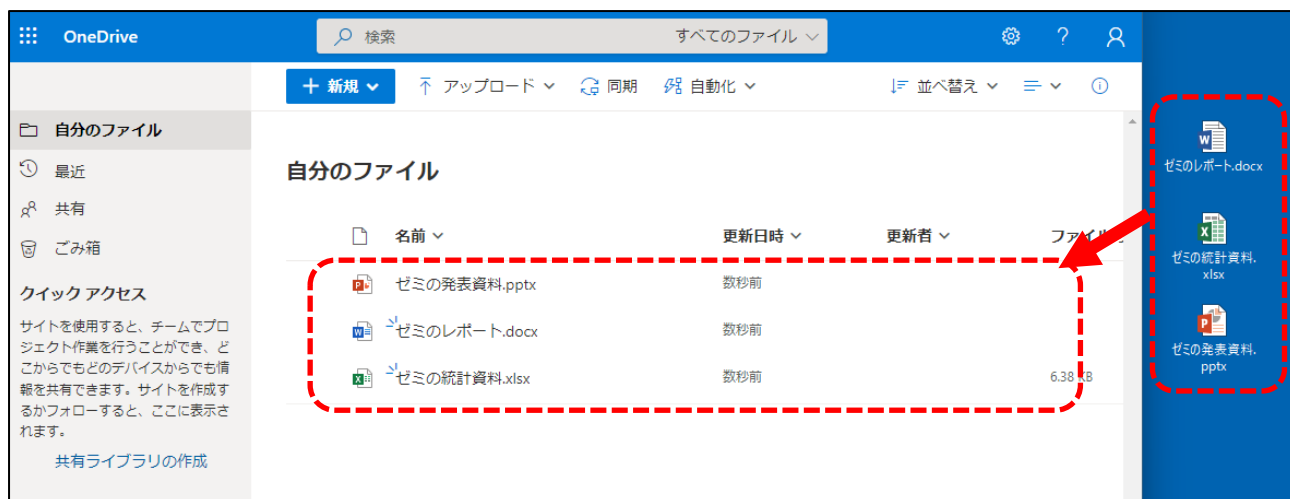 OneDrive
検索
すべてのファイル
新規
アップロード
同期
自動化
並べ替え
自分のファイル
最近
共有
ごみ箱
クイック アクセス
サイトを使用すると、チームでプロ
ジェクト作業を行うことができ、ど
こからでもどのデバイスからでも情
報を共有できます。サイトを作成す
るかフォローすると、ここに表示さ
れます。
共有ライブラリの作成
自分のファイル
名前
更新日時
更新者
ファイル
ゼミの発表資料.pptx
数秒前
ゼミのレポート.docx
数秒前
ゼミの統計資料.xlsx
数秒前
6.38 KB
ゼミのレポート.docx
ゼミの統計資料.
xlsx
ゼミの発表資料.
pptx